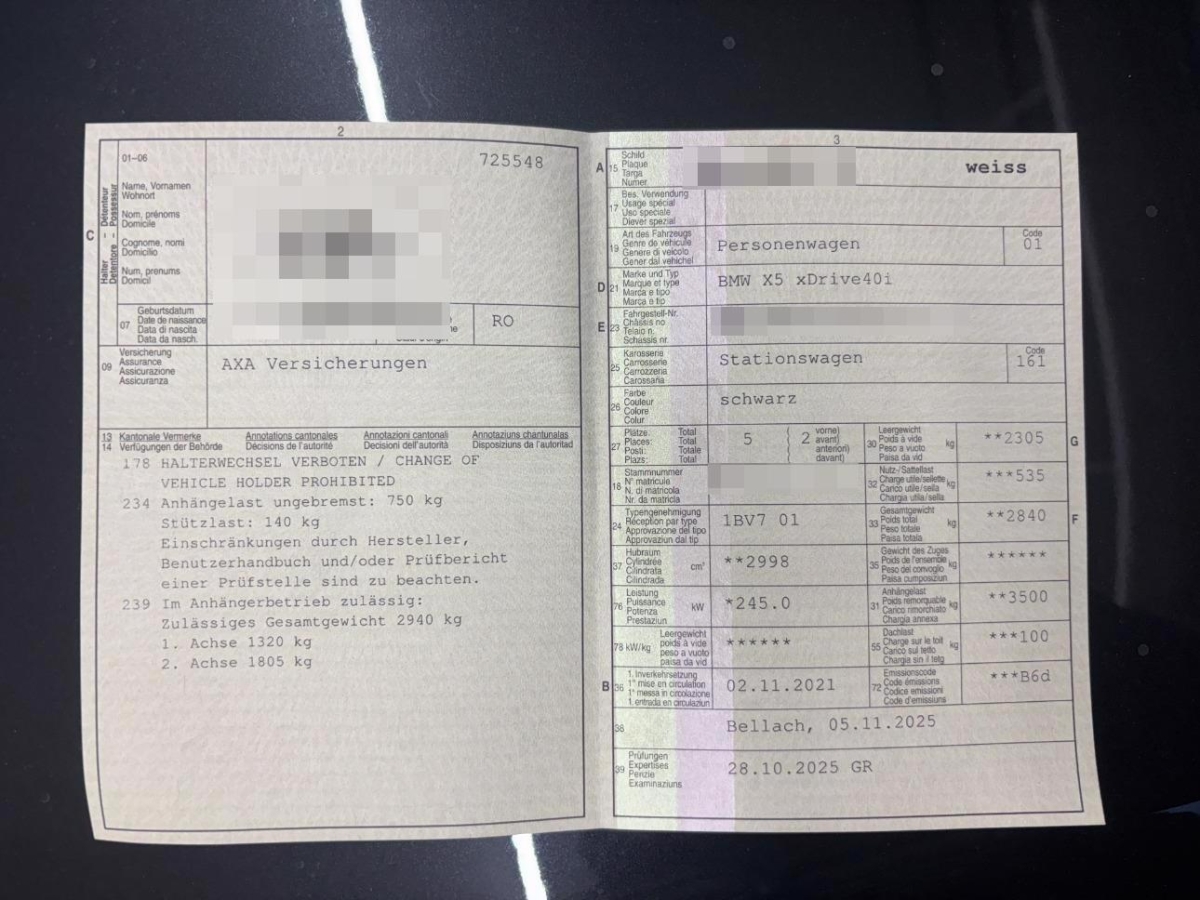 2
01-06
725548
Halter - Détenteur
Detentore - Possessur
C
Name, Vornamen
Wohnort
Nom, prénoms
Domicile
Cognome, nomi
Domicilio
Num, prenums
Domicil
07
Geburtsdatum
Date de naissance
Data di nascita
Data da nasch.
RO
09
Versicherung
Assurance
Assicurazione
Assicuranza
AXA Versicherungen
13 Kantonale Vermerke Annotations cantonales Annotazioni cantonali Annotaziuns chantunalas
14 Verfügungen der Behörde Décisions de l'autorité Decisioni dell'autorità Disposiziuns da l'autoritad
178 HALTERWECHSEL VERBOTEN / CHANGE OF
VEHICLE HOLDER PROHIBITED
234 Anhängelast ungebremst: 750 kg
Stützlast: 140 kg
Einschränkungen durch Hersteller,
Benutzerhandbuch und/oder Prüfbericht
einer Prüfstelle sind zu beachten.
239 Im Anhängerbetrieb zulässig:
Zulässiges Gesamtgewicht 2940 kg
1. Achse 1320 kg
2. Achse 1805 kg
3
A 15
Schild
Plaque
Targa
Numer
weiss
17
Bes. Verwendung
Usage spécial
Uso speciale
Diever spezial
19
Art des Fahrzeugs
Genre de véhicule
Genere di veicolo
Gener dal vehichel
Personenwagen
Code
01
D 21
Marke und Typ
Marque et type
Marca e tipo
Marca e tip
BMW X5 xDrive40i
E 23
Fahrgestell-Nr.
Châssis no
Telaio n.
Schassis nr.
25
Karosserie
Carrosserie
Carrozzeria
Carossaria
Stationswagen
Code
161
26
Farbe
Couleur
Colore
Colur
schwarz
27
Plätze: Total
Places: Total
Posti: Totale
Plazs: Total
5
2
vorne)
avant)
anteriori)
davant)
30
Leergewicht
Poids à vide
Peso a vuoto
Paisa da vid
kg
**2305
G
18
Stammnummer
N° matricule
N. di matricola
Nr. da matricla
32
Nutz-/Sattellast
Charge utile/sellette
Carico utile/sella
Chargia utila/sella
kg
***535
24
Typengenehmigung
Réception par type
Approvazione del tipo
Approvaziun dal tip
1BV7 01
33
Gesamtgewicht
Poids total
Peso totale
Paisa totala
kg
**2840
F
37
Hubraum
Cylindrée
Cilindrata
Cilindrada
cm³
**2998
35
Gewicht des Zuges
Poids de l'ensemble
Peso del convoglio
Paisa cumposiziun
kg
******
76
Leistung
Puissance
Potenza
Prestaziun
kW
*245.0
31
Anhängelast
Poids remorquable
Carico rimorchiato
Chargia annexa
kg
**3500
78 kW/kg
Leergewicht
poids à vide
peso a vuoto
paisa da vid
******
55
Dachlast
Charge sur le toit
Carico sul tetto
Chargia sin il tetg
kg
***100
B 36
1. Inverkehrsetzung
1re mise en circulation
1a messa in circolazione
1. entrada en circulaziun
02.11.2021
72
Emissionscode
Code émissions
Codice emissioni
Code d'emissiuns
***B6d
38
Bellach, 05.11.2025
39
Prüfungen
Expertises
Perizie
Examinaziuns
28.10.2025 GR